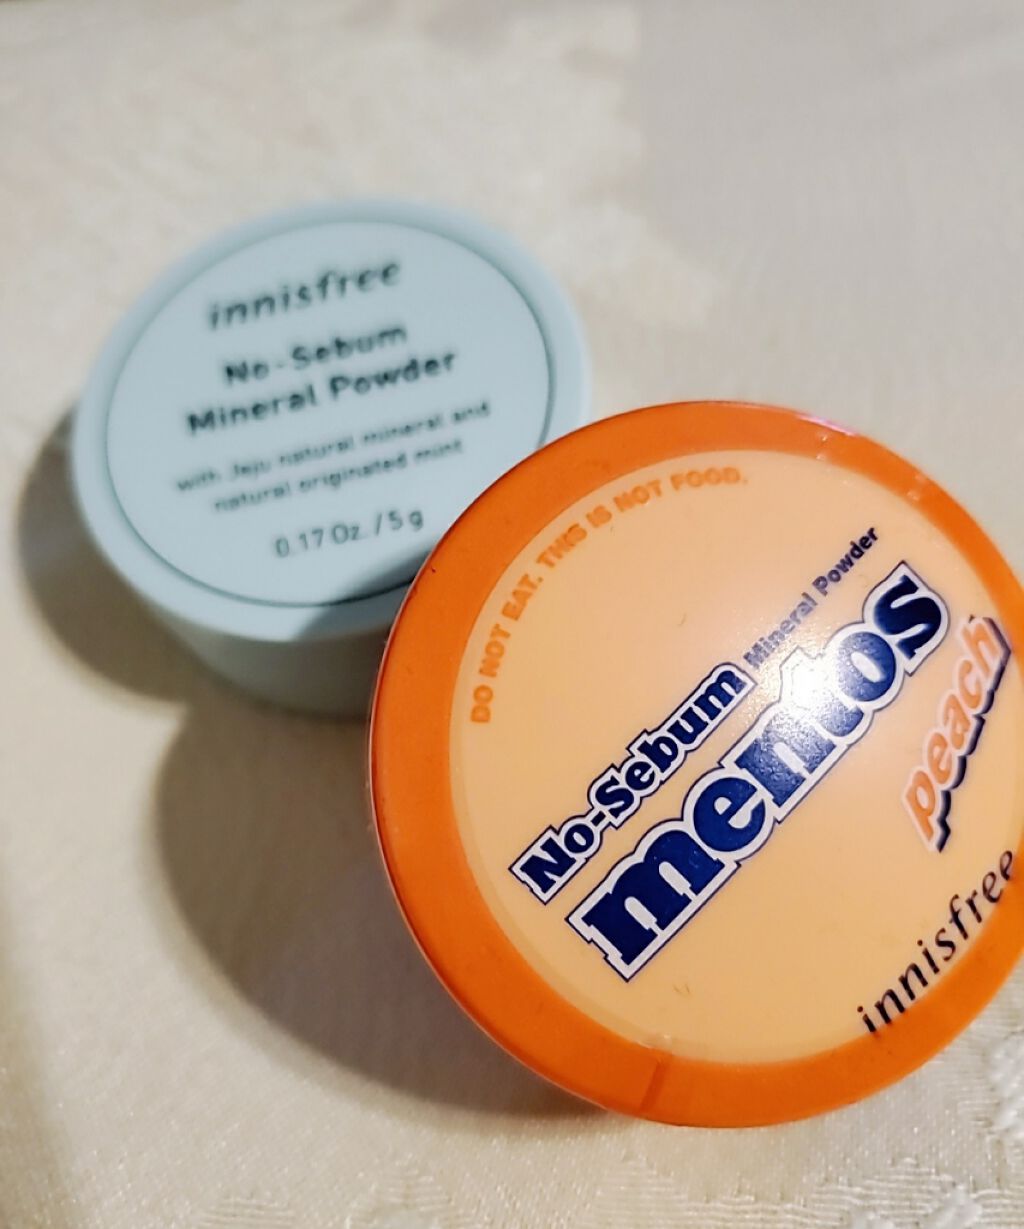 innisfree
No-Sebum
Mineral Powder
with Jeju natural mineral and
natural originated mint
0.17 Oz. / 5 g
DO NOT EAT. THIS IS NOT FOOD.
No-Sebum Mineral Powder
mentos
peach
innisfree